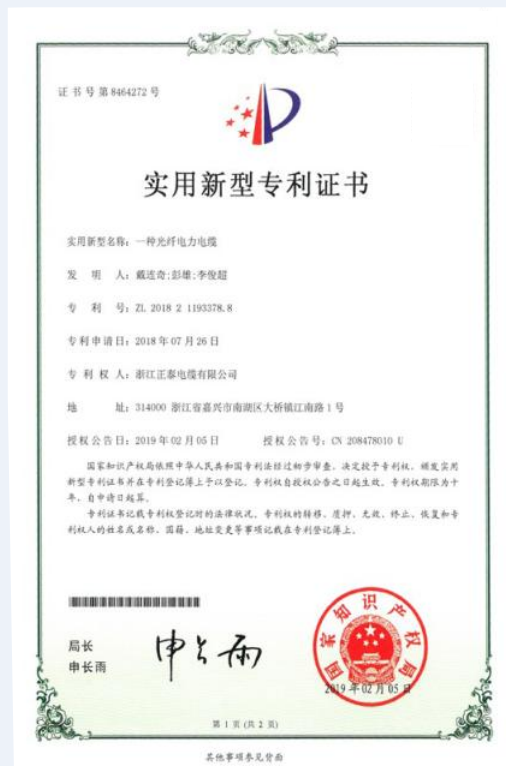 证书号第8464272号
实用新型专利证书
实用新型名称：一种光纤电力电缆
发 明 人：戴连奇;彭雄;李俊超
专 利 号：ZL 2018 2 1193378.8
专利申请日：2018年07月26日
专 利 权 人：浙江正泰电缆有限公司
地 址：314000 浙江省嘉兴市南湖区大桥镇江南路1号
授权公告日：2019年02月05日 授权公告号：CN 208478010 U
国家知识产权局依照中华人民共和国专利法经过初步审查，决定授予专利权，颁发实用
新型专利证书并在专利登记簿上予以登记。专利权自授权公告之日起生效。专利权期限为十
年，自申请日起算。
专利证书记载专利权登记时的法律状况。专利权的转移、质押、无效、终止、恢复和专
利权人的姓名或名称、国籍、地址变更等事项记载在专利登记簿上。
局长
申长雨
申长雨
国家知识产权局
2019年02月05日
第 1 页 (共 2 页)
其他事项参见背面